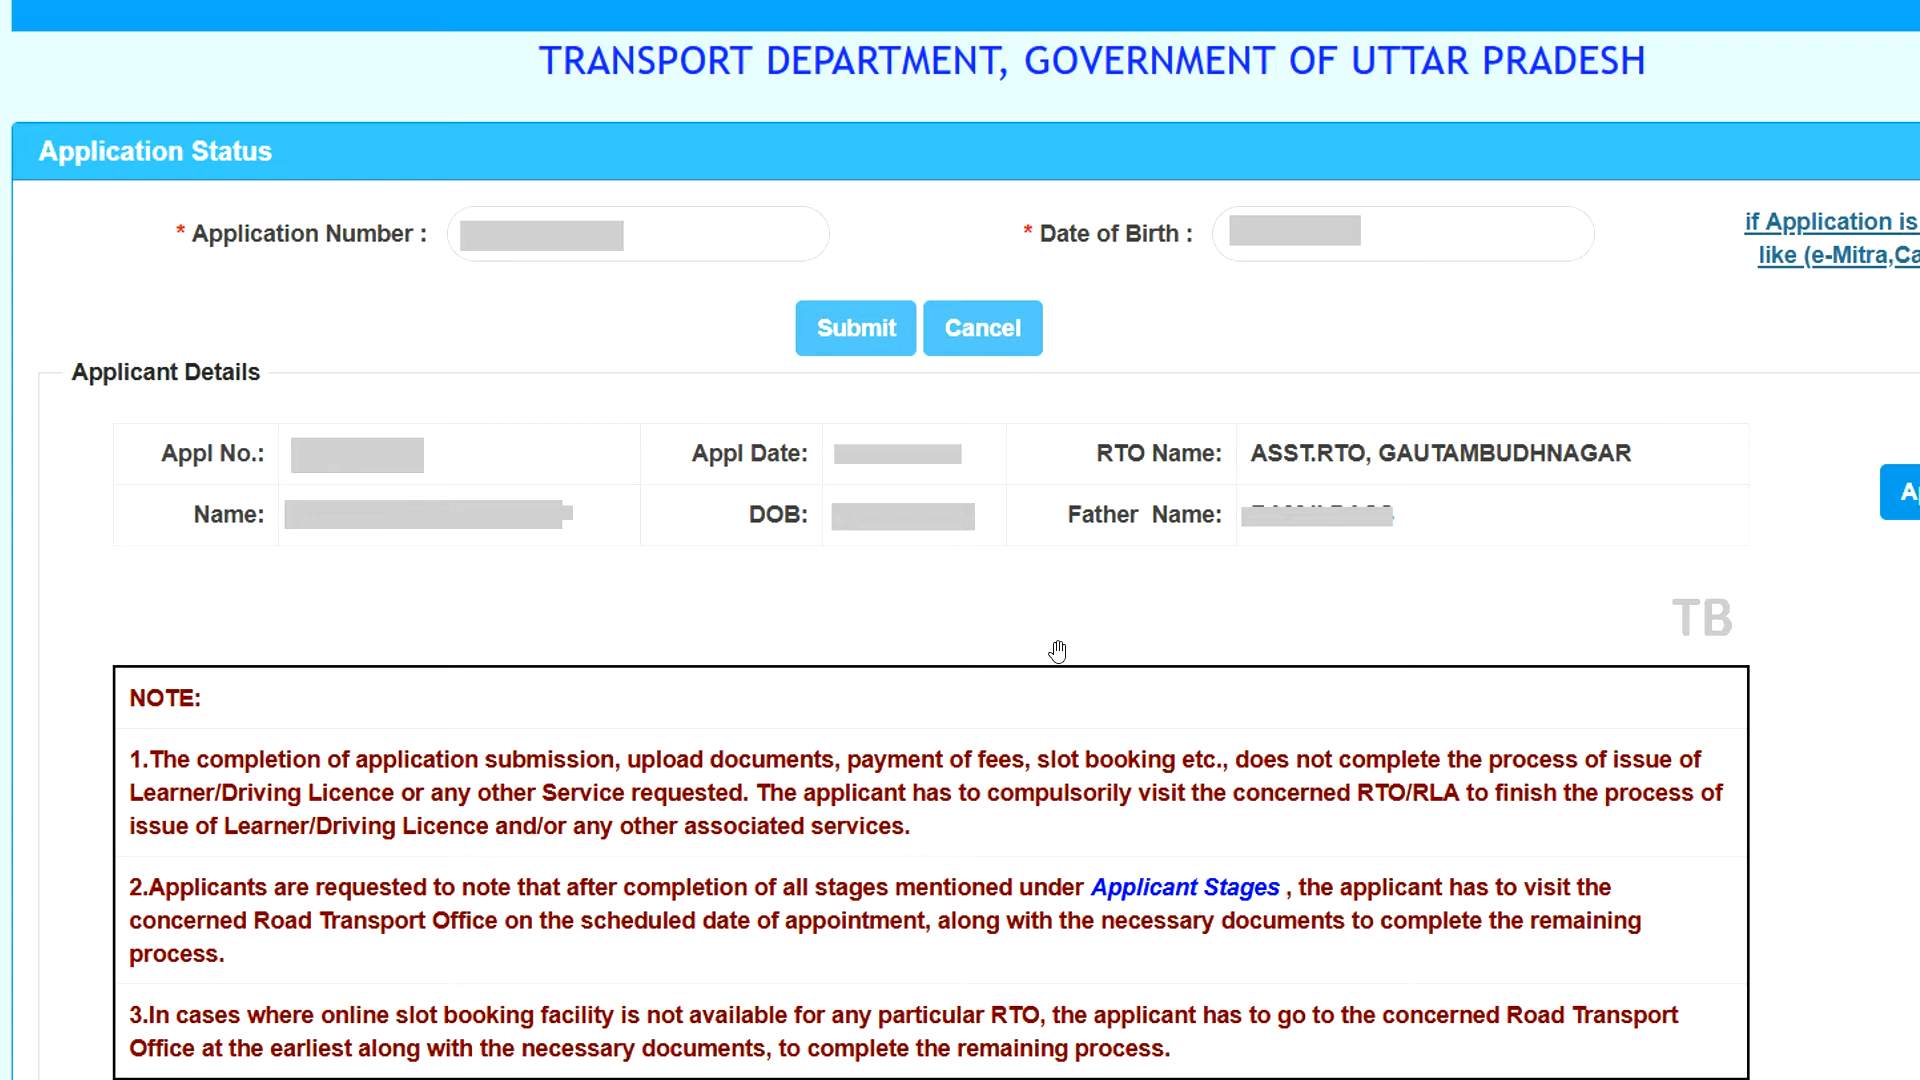 TRANSPORT DEPARTMENT, GOVERNMENT OF UTTAR PRADESH
Application Status
* Application Number :
* Date of Birth :
if Application is
like (e-Mitra,Ca
Submit Cancel
Applicant Details
Appl No.: Appl Date: RTO Name: ASST.RTO, GAUTAMBUDHNAGAR
Name: DOB: Father Name:
TB
NOTE:
1.The completion of application submission, upload documents, payment of fees, slot booking etc., does not complete the process of issue of
Learner/Driving Licence or any other Service requested. The applicant has to compulsorily visit the concerned RTO/RLA to finish the process of
issue of Learner/Driving Licence and/or any other associated services.
2.Applicants are requested to note that after completion of all stages mentioned under Applicant Stages , the applicant has to visit the
concerned Road Transport Office on the scheduled date of appointment, along with the necessary documents to complete the remaining
process.
3.In cases where online slot booking facility is not available for any particular RTO, the applicant has to go to the concerned Road Transport
Office at the earliest along with the necessary documents, to complete the remaining process.